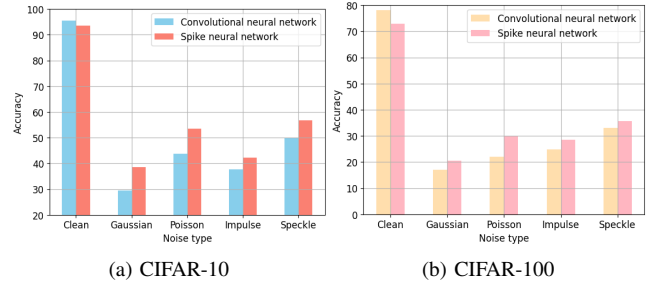 100
90
80
70
60
50
40
30
20
Accuracy
Convolutional neural network
Spike neural network
Clean
Gaussian
Poisson
Impulse
Speckle
Noise type
(a) CIFAR-10
80
70
60
50
40
30
20
10
0
Accuracy
Convolutional neural network
Spike neural network
Clean
Gaussian
Poisson
Impulse
Speckle
Noise type
(b) CIFAR-100